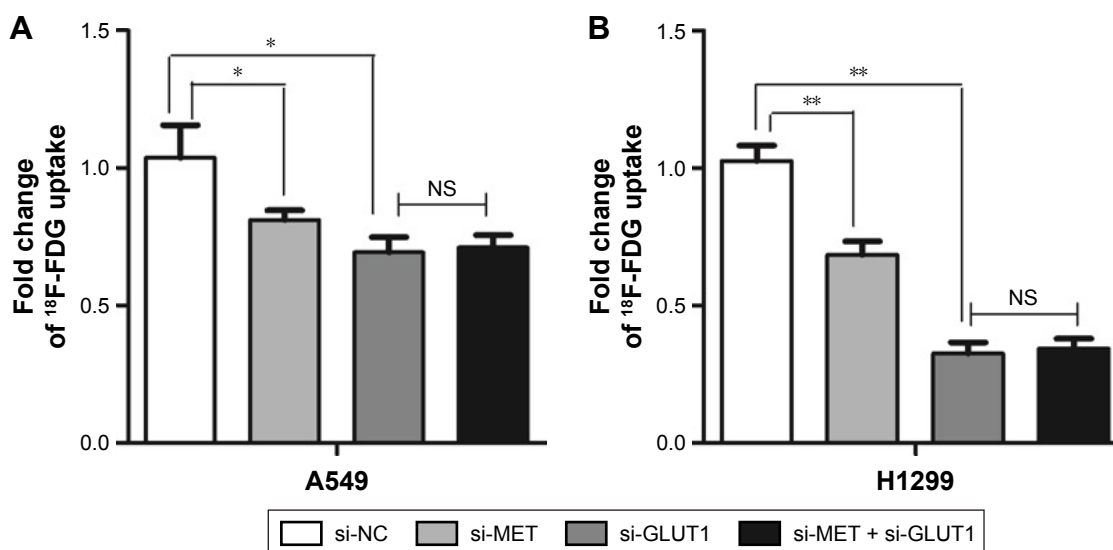 A
Fold change
of ¹⁸F-FDG uptake
1.5
1.0
0.5
0.0
*
*
NS
A549
B
Fold change
of ¹⁸F-FDG uptake
1.5
1.0
0.5
0.0
**
**
NS
H1299
si-NC si-MET si-GLUT1 si-MET + si-GLUT1